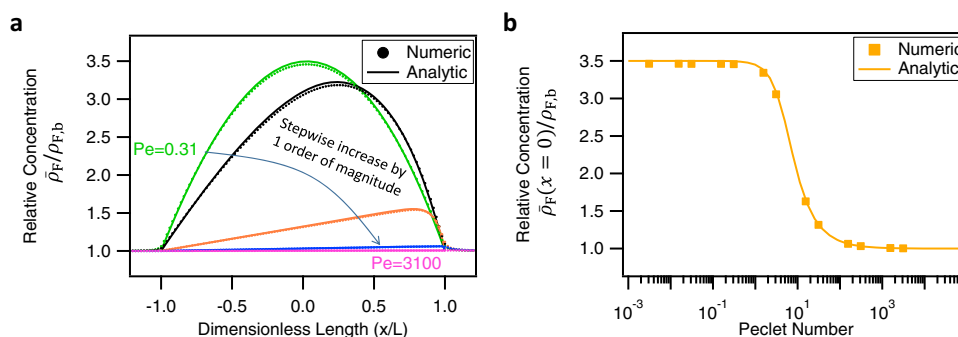 a
Relative Concentration
ρ̄F/ρF,b
3.5
3.0
2.5
2.0
1.5
1.0
-1.0
-0.5
0.0
0.5
1.0
Dimensionless Length (x/L)
Numeric
Analytic
Pe=0.31
Stepwise increase by
1 order of magnitude
Pe=3100
b
Relative Concentration
ρ̄F(x = 0)/ρF,b
3.5
3.0
2.5
2.0
1.5
1.0
10⁻³
10⁻¹
10¹
10³
Peclet Number
Numeric
Analytic